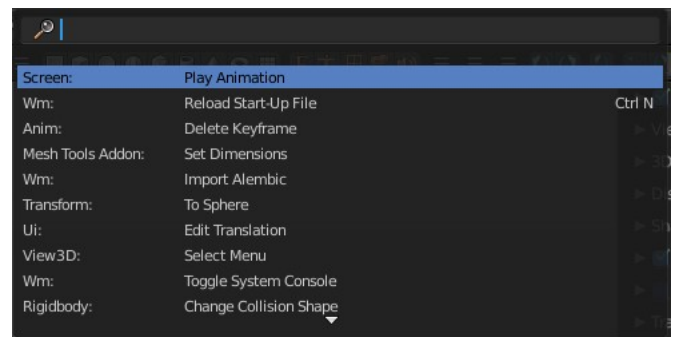 Screen: Play Animation
Wm: Reload Start-Up File Ctrl N
Anim: Delete Keyframe
Mesh Tools Addon: Set Dimensions
Wm: Import Alembic
Transform: To Sphere
Ui: Edit Translation
View3D: Select Menu
Wm: Toggle System Console
Rigidbody: Change Collision Shape